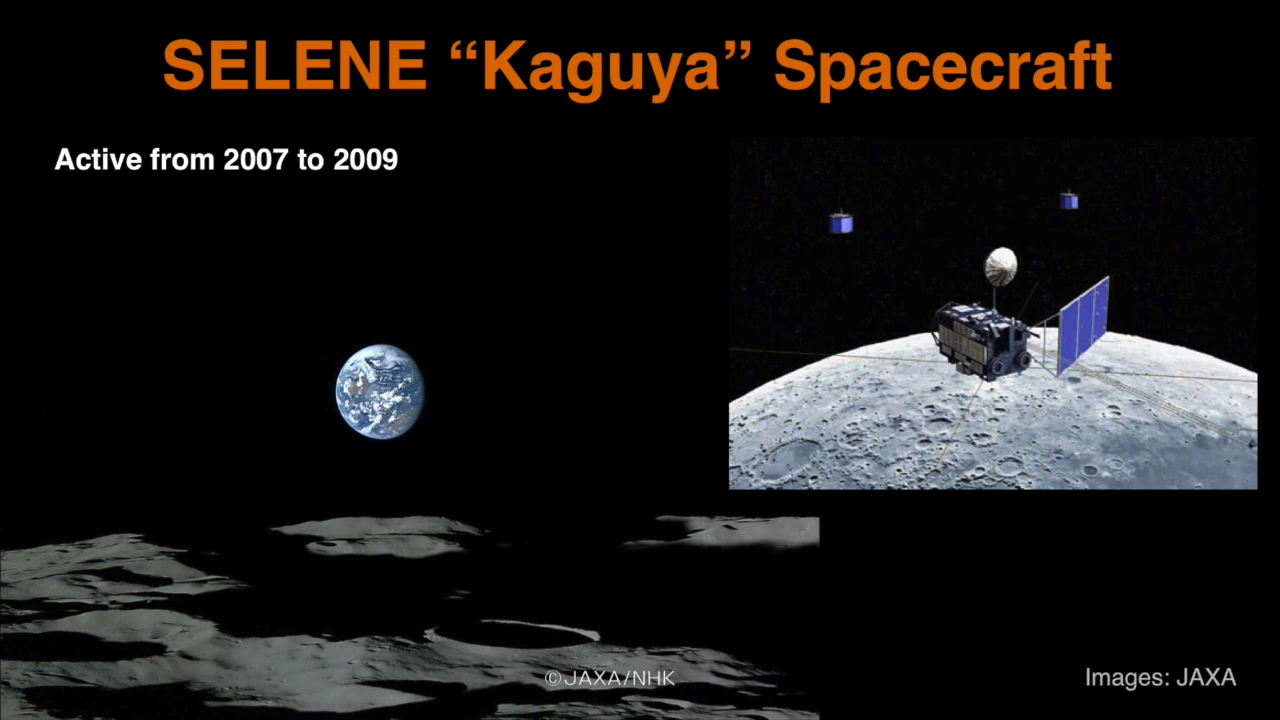 SELENE “Kaguya” Spacecraft
Active from 2007 to 2009
©JAXA/NHK
Images: JAXA